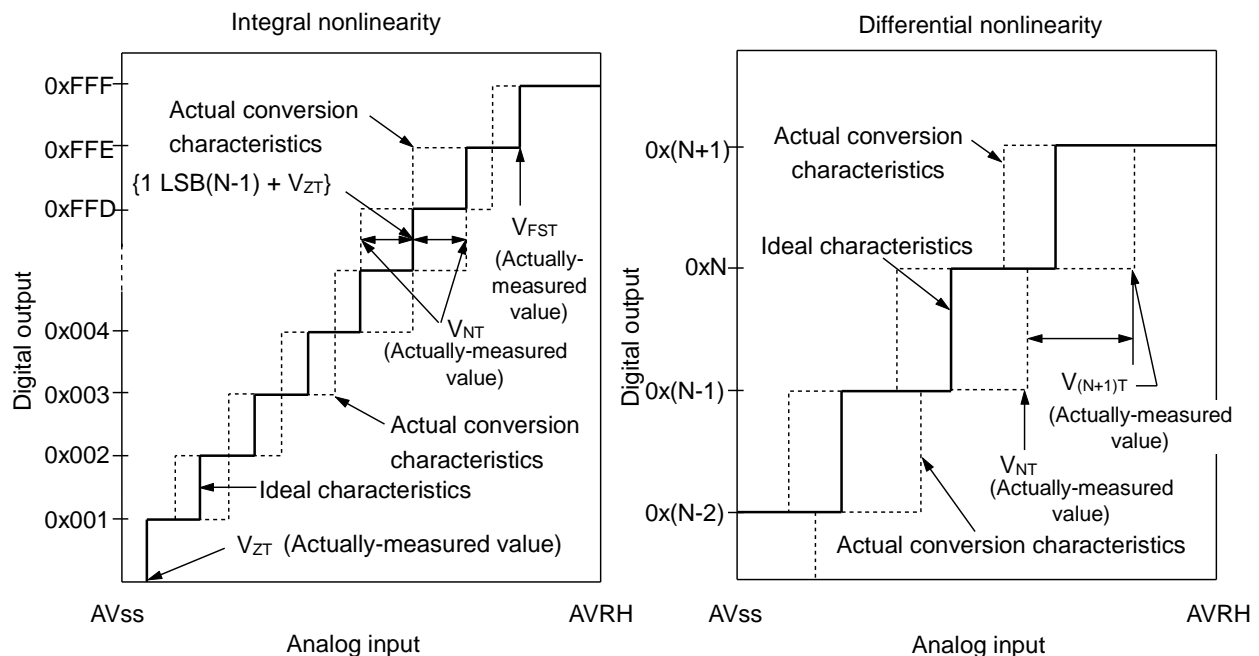 Integral nonlinearity
0xFFF
0xFFE
0xFFD
0x004
0x003
0x002
0x001
Digital output
Actual conversion
characteristics
{1 LSB(N-1) + VZT}
VFST
(Actually-
measured
value)
VNT
(Actually-measured
value)
Actual conversion
characteristics
Ideal characteristics
VZT (Actually-measured value)
AVss
AVRH
Analog input
Differential nonlinearity
0x(N+1)
0xN
0x(N-1)
0x(N-2)
Digital output
Actual conversion
characteristics
Ideal characteristics
V(N+1)T
(Actually-measured
value)
VNT
(Actually-measured
value)
Actual conversion characteristics
AVss
AVRH
Analog input